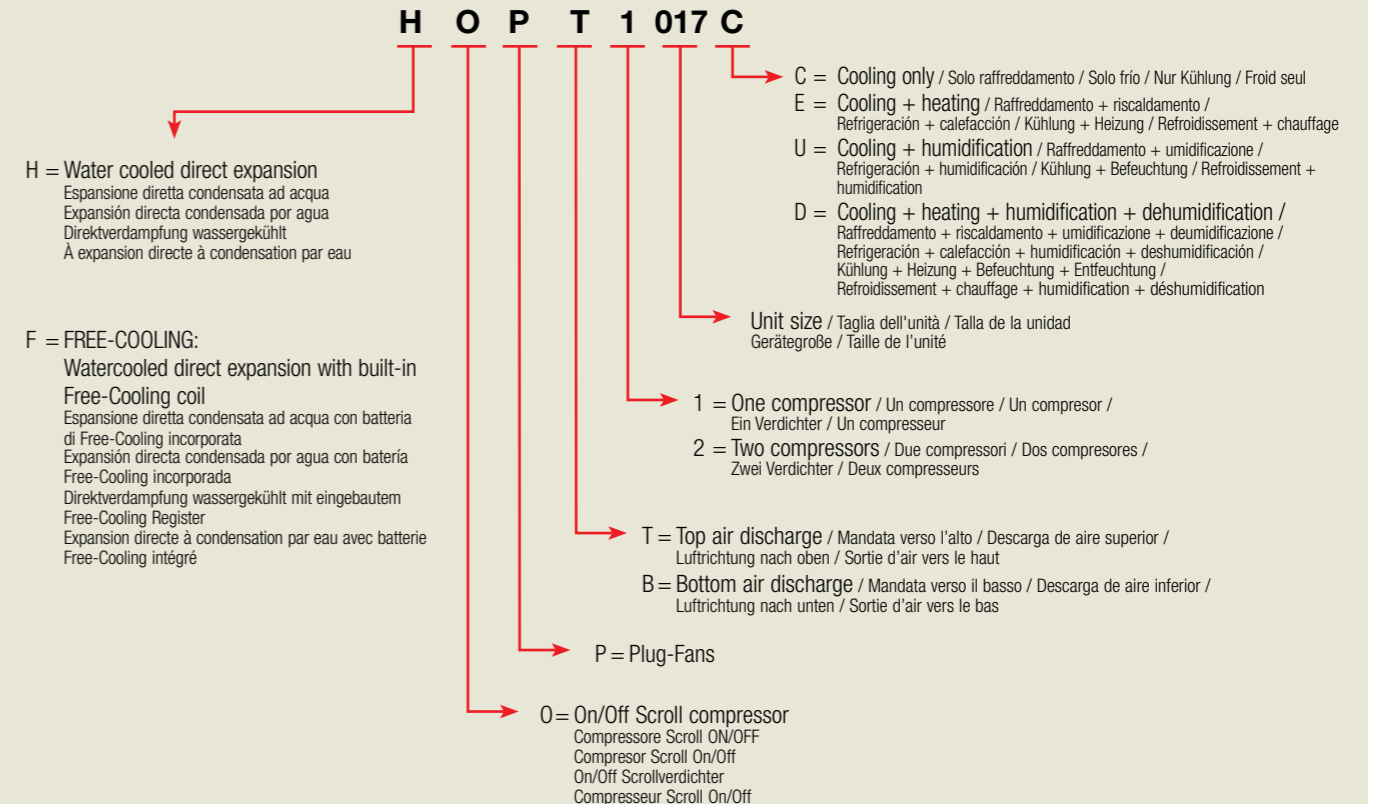 H O P T 1 017 C
C = Cooling only / Solo raffreddamento / Solo frío / Nur Kühlung / Froid seul
E = Cooling + heating / Raffreddamento + riscaldamento /
Refrigeración + calefacción / Kühlung + Heizung / Refroidissement + chauffage
U = Cooling + humidification / Raffreddamento + umidificazione /
Refrigeración + humidificación / Kühlung + Befeuchtung / Refroidissement +
humidification
D = Cooling + heating + humidification + dehumidification /
Raffreddamento + riscaldamento + umidificazione + deumidificazione /
Refrigeración + calefacción + humidificación + deshumidificación /
Kühlung + Heizung + Befeuchtung + Entfeuchtung /
Refroidissement + chauffage + humidification + déshumidification
H = Water cooled direct expansion
Espansione diretta condensata ad acqua
Expansión directa condensada por agua
Direktverdampfung wassergekühlt
À expansion directe à condensation par eau
Unit size / Taglia dell'unità / Talla de la unidad
Gerätegroße / Taille de l'unité
F = FREE-COOLING:
Watercooled direct expansion with built-in
Free-Cooling coil
Espansione diretta condensata ad acqua con batteria
di Free-Cooling incorporata
Expansión directa condensada por agua con batería
Free-Cooling incorporada
Direktverdampfung wassergekühlt mit eingebautem
Free-Cooling Register
Expansion directe à condensation par eau avec batterie
Free-Cooling intégré
1 = One compressor / Un compressore / Un compresor /
Ein Verdichter / Un compresseur
2 = Two compressors / Due compressori / Dos compresores /
Zwei Verdichter / Deux compresseurs
T = Top air discharge / Mandata verso l'alto / Descarga de aire superior /
Luftrichtung nach oben / Sortie d'air vers le haut
B = Bottom air discharge / Mandata verso il basso / Descarga de aire inferior /
Luftrichtung nach unten / Sortie d'air vers le bas
P = Plug-Fans
O = On/Off Scroll compressor
Compressore Scroll ON/OFF
Compresor Scroll On/Off
On/Off Scrollverdichter
Compresseur Scroll On/Off